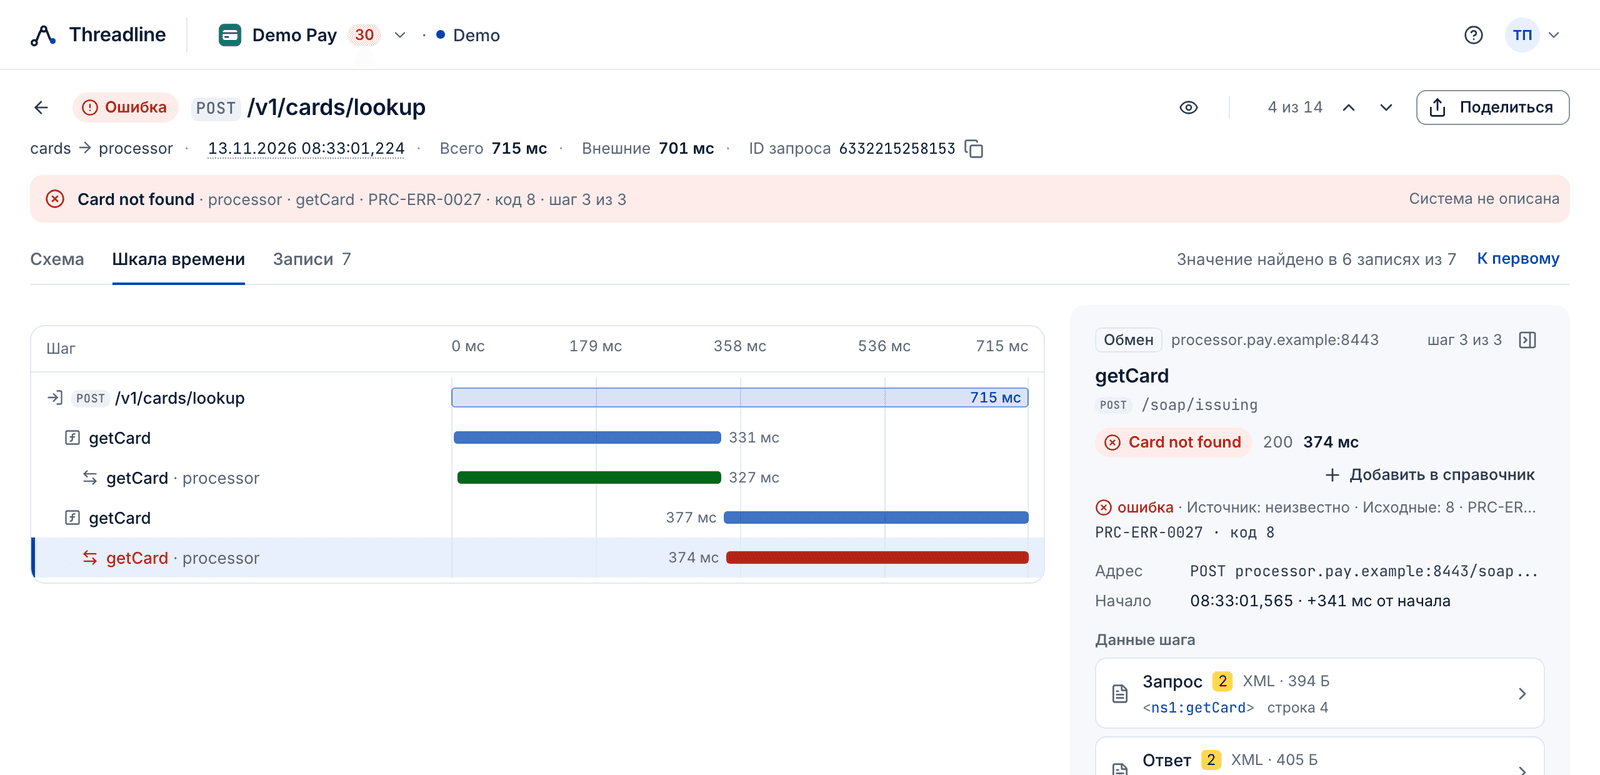 Threadline
Demo Pay 30 · Demo
ТП
Ошибка POST /v1/cards/lookup
4 из 14
Поделиться
cards → processor · 13.11.2026 08:33:01,224 · Всего 715 мс · Внешние 701 мс · ID запроса 6332215258153
Card not found · processor · getCard · PRC-ERR-0027 · код 8 · шаг 3 из 3
Система не описана
Схема Шкала времени Записи 7
Значение найдено в 6 записях из 7 К первому
Шаг 0 мс 179 мс 358 мс 536 мс 715 мс
POST /v1/cards/lookup 715 мс
getCard 331 мс
getCard · processor 327 мс
getCard 377 мс
getCard · processor 374 мс
Обмен processor.pay.example:8443 шаг 3 из 3
getCard
POST /soap/issuing
Card not found 200 374 мс
+ Добавить в справочник
ошибка · Источник: неизвестно · Исходные: 8 · PRC-ER...
PRC-ERR-0027 · код 8
Адрес POST processor.pay.example:8443/soap...
Начало 08:33:01,565 · +341 мс от начала
Данные шага
Запрос 2 XML · 394 Б
<ns1:getCard> строка 4
Ответ 2 XML · 405 Б